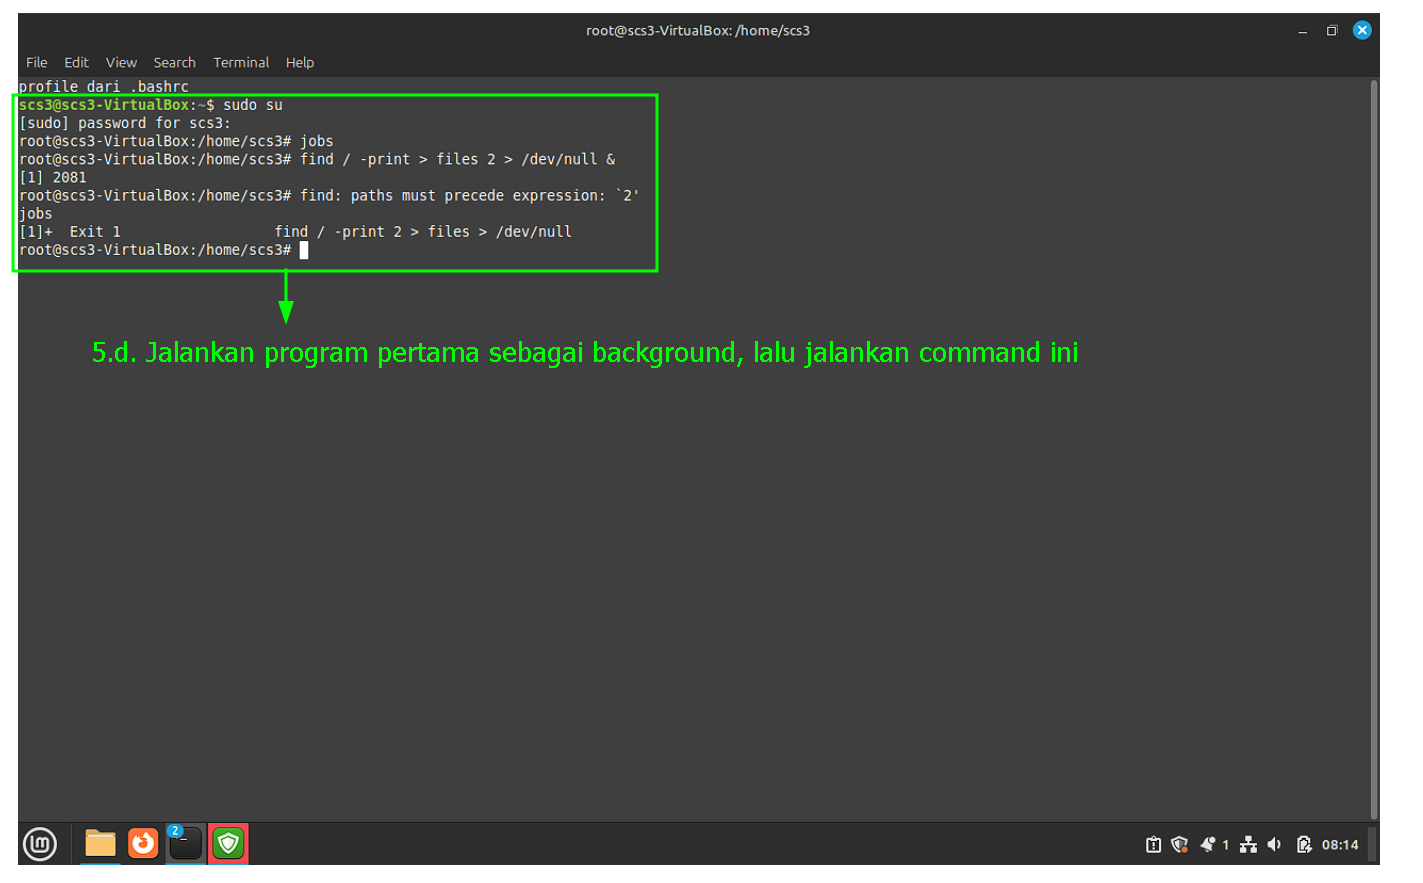 root@scs3-VirtualBox: /home/scs3
File Edit View Search Terminal Help
profile dari .bashrc
scs3@scs3-VirtualBox:~$ sudo su
[sudo] password for scs3:
root@scs3-VirtualBox:/home/scs3# jobs
root@scs3-VirtualBox:/home/scs3# find / -print > files 2 > /dev/null &
[1] 2081
root@scs3-VirtualBox:/home/scs3# find: paths must precede expression: `2'
jobs
[1]+  Exit 1                  find / -print 2 > files > /dev/null
root@scs3-VirtualBox:/home/scs3#
5.d. Jalankan program pertama sebagai background, lalu jalankan command ini
2
1 08:14